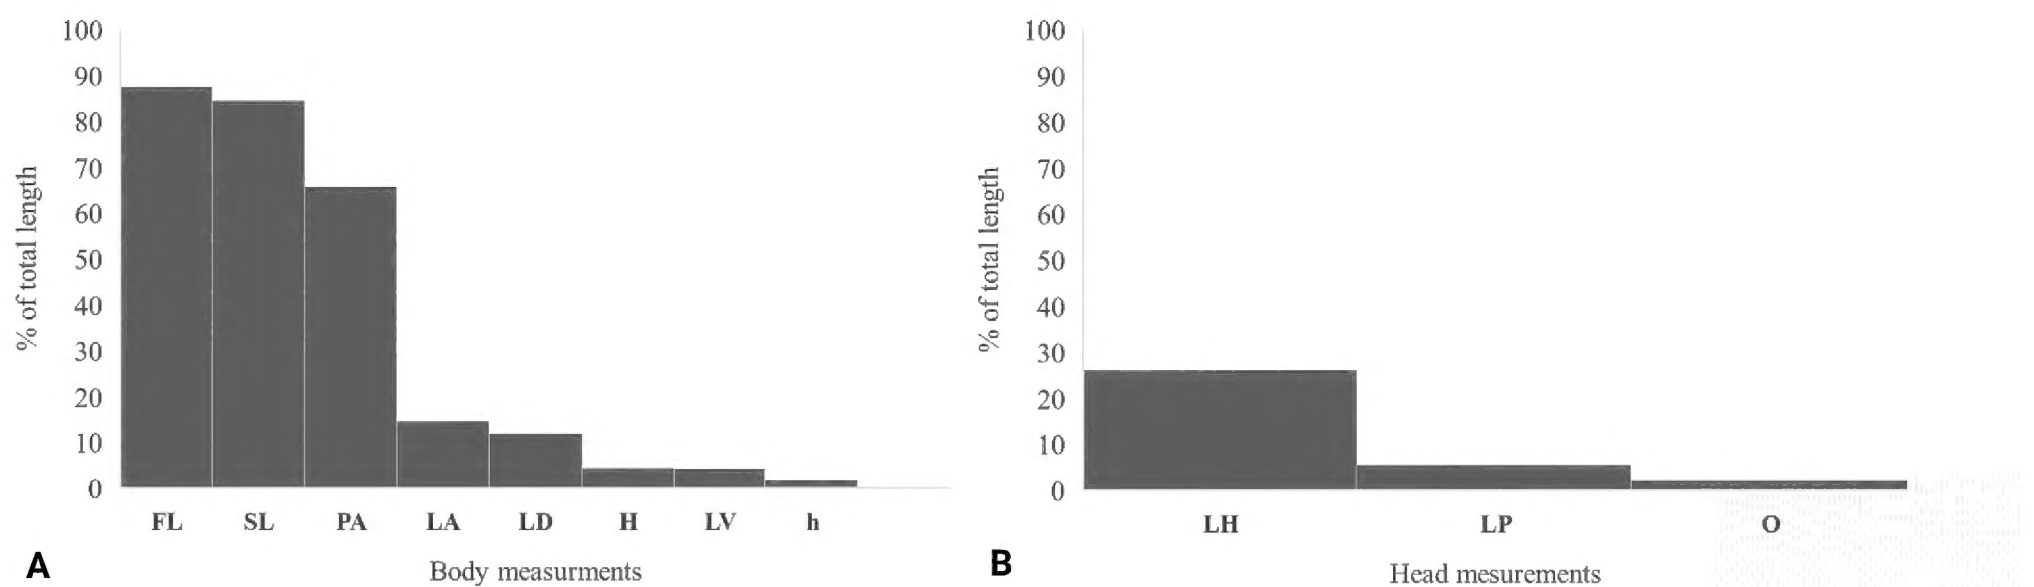 100
90
80
70
60
50
40
30
20
10
0
% of total length
FL SL PA LA LD H LV h
Body measurments
A
100
90
80
70
60
50
40
30
20
10
0
% of total length
LH LP O
Head mesurements
B